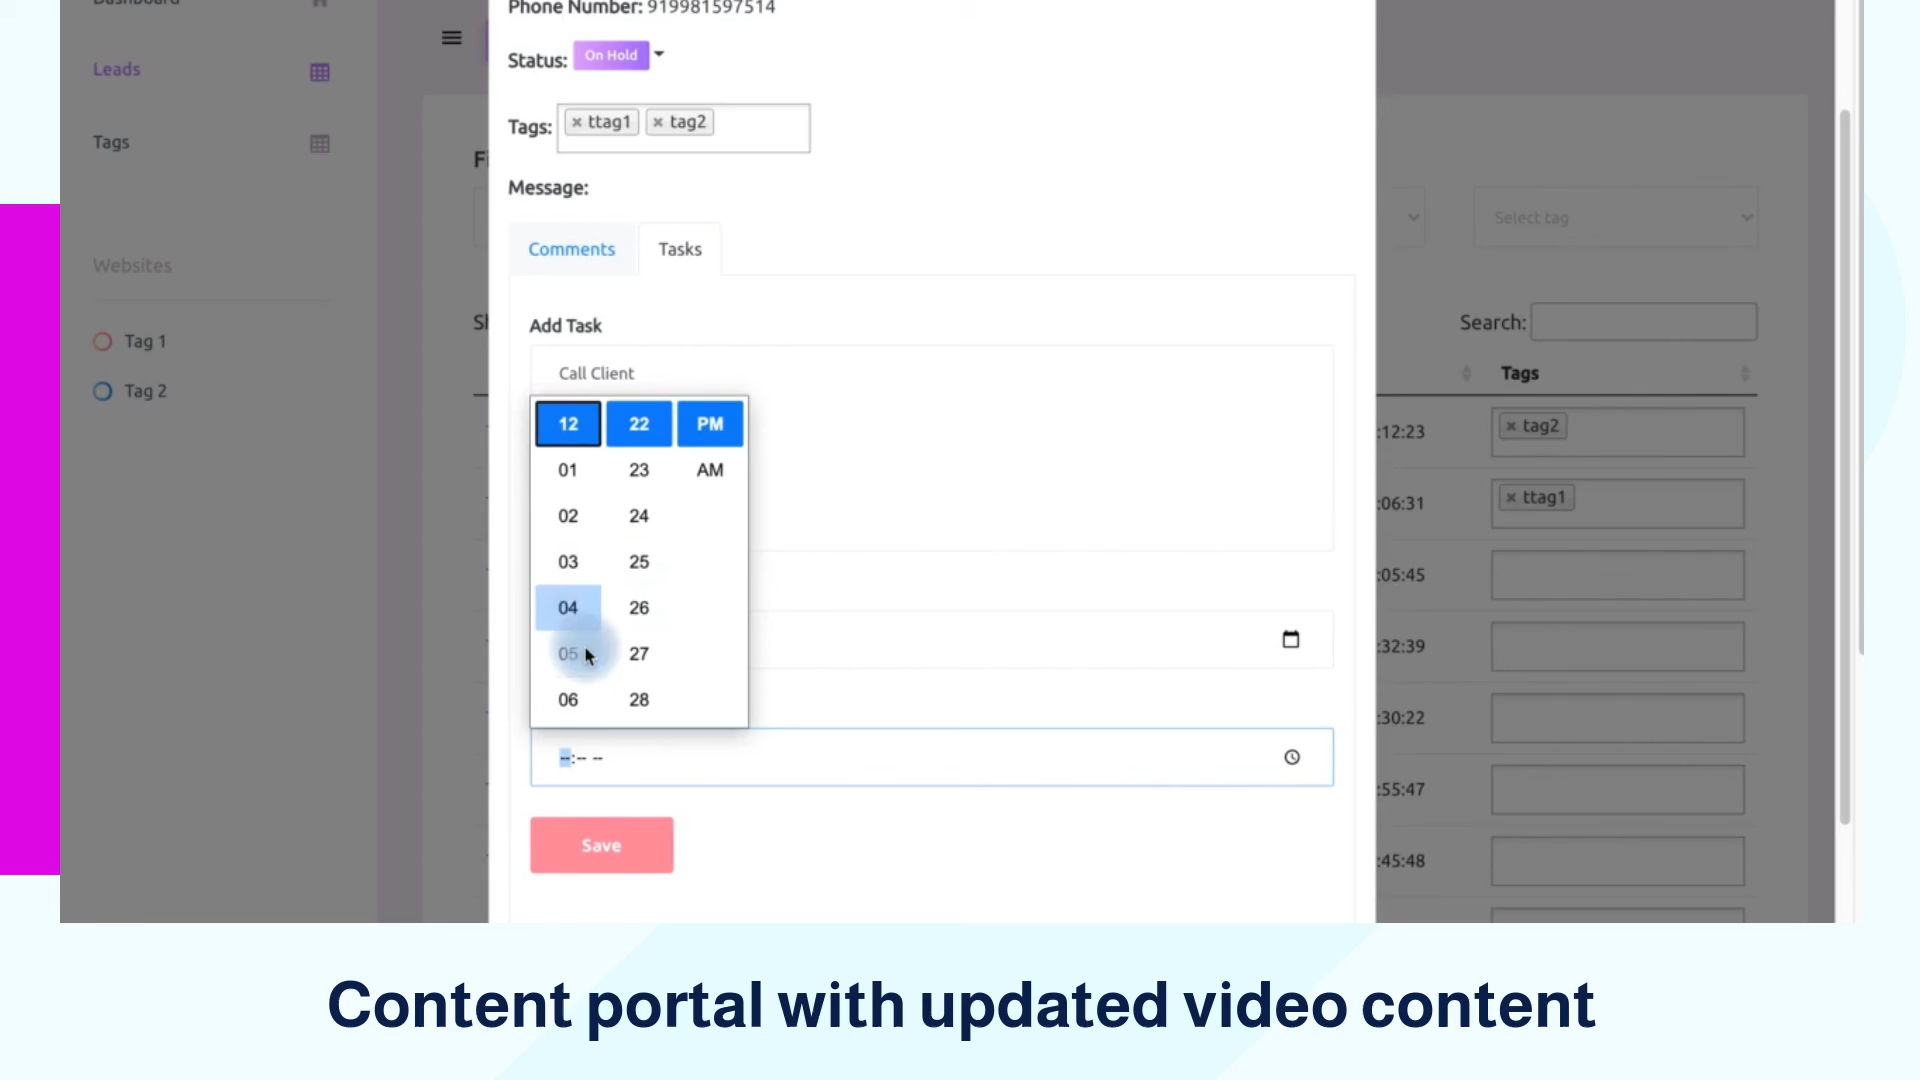 Dashboard
Phone Number: 919981597514
Status: On Hold
Leads
Tags
Tags: × ttag1 × tag2
Message:
Select tag
Comments Tasks
Websites
Search:
Add Task
Tag 1
Tag 2
Call Client
Tags
12 22 PM
01 23 AM
02 24
03 25
04 26
05 27
06 28
:12:23 × tag2
:06:31 × ttag1
:05:45
:32:39
:30:22
:55:47
:45:48
--:-- --
Save
Content portal with updated video content